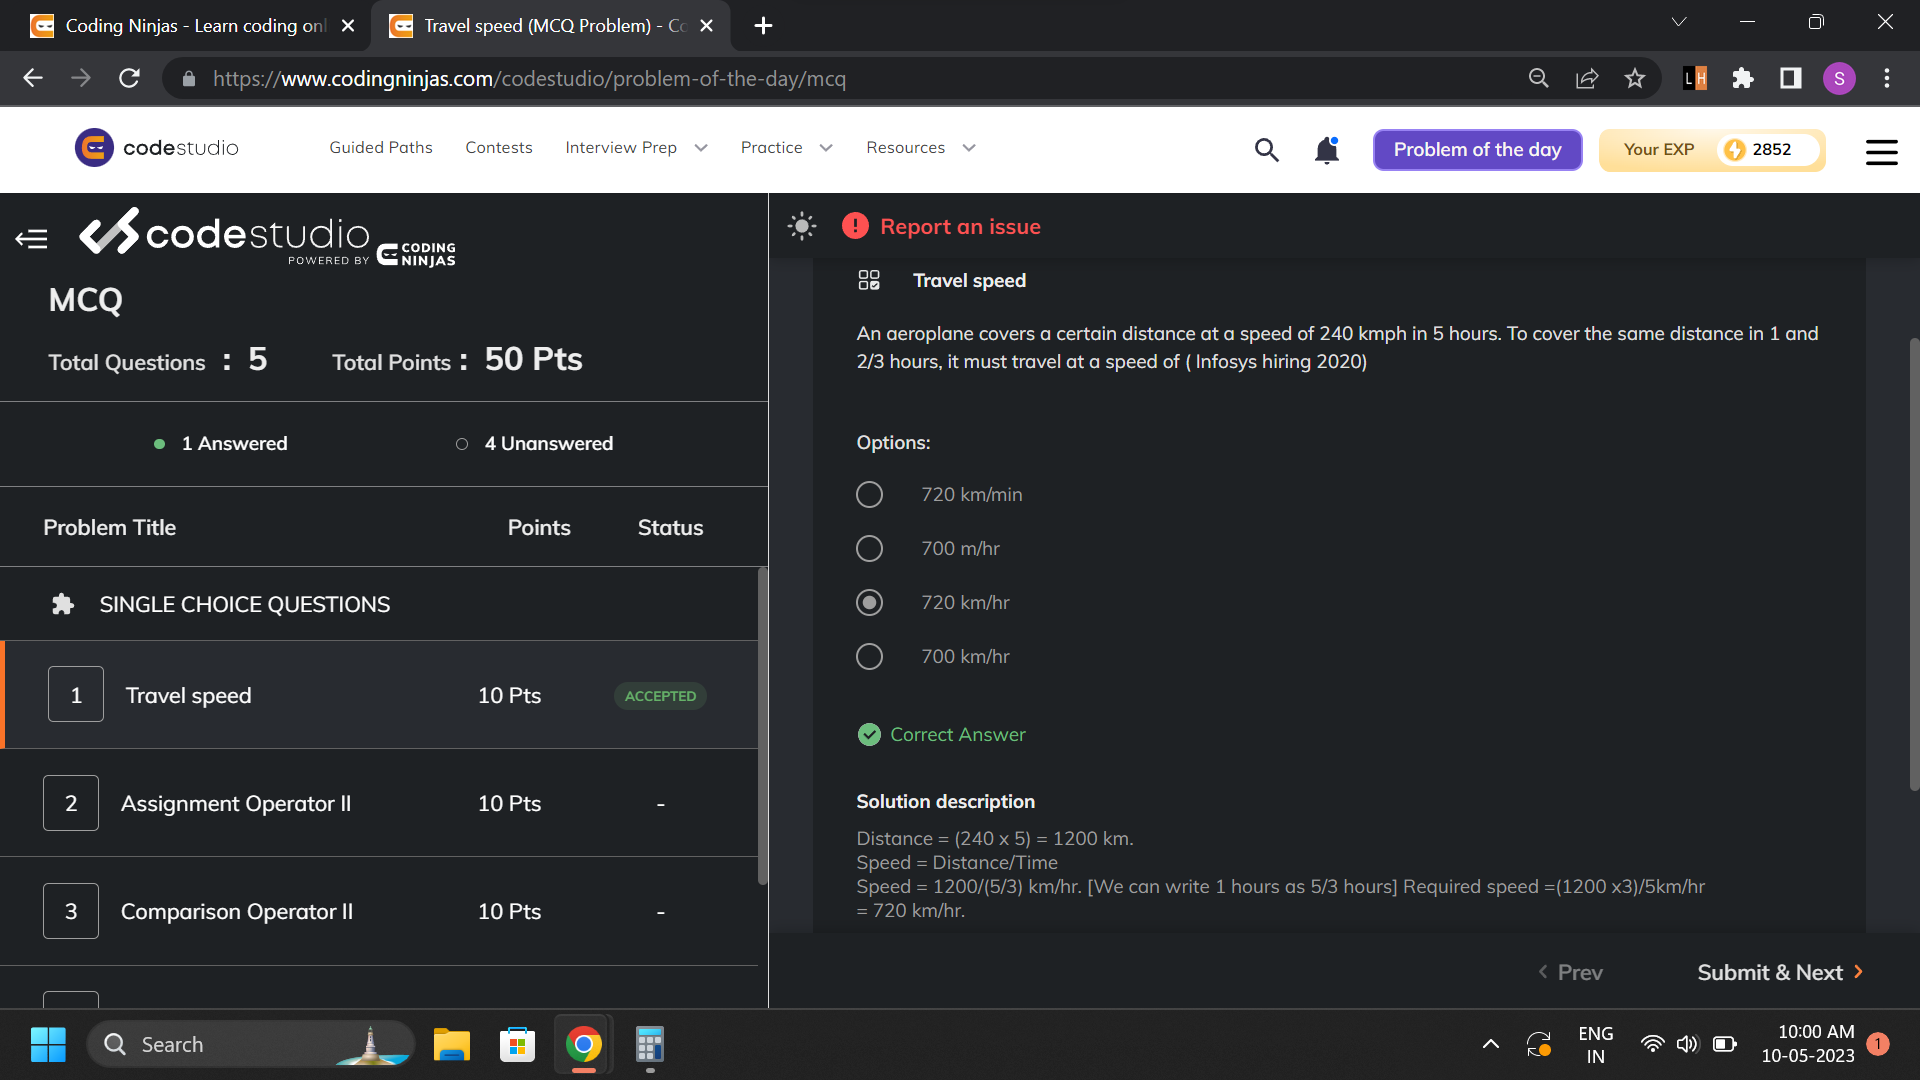 Coding Ninjas - Learn coding onl
Travel speed (MCQ Problem) - Co
https://www.codingninjas.com/codestudio/problem-of-the-day/mcq
LH
S
codestudio
Guided Paths
Contests
Interview Prep
Practice
Resources
Problem of the day
Your EXP
2852
codestudio
POWERED BY CODING NINJAS
MCQ
Total Questions : 5
Total Points : 50 Pts
1 Answered
4 Unanswered
Problem Title
Points
Status
SINGLE CHOICE QUESTIONS
1
Travel speed
10 Pts
ACCEPTED
2
Assignment Operator II
10 Pts
-
3
Comparison Operator II
10 Pts
-
Report an issue
Travel speed
An aeroplane covers a certain distance at a speed of 240 kmph in 5 hours. To cover the same distance in 1 and
2/3 hours, it must travel at a speed of ( Infosys hiring 2020)
Options:
720 km/min
700 m/hr
720 km/hr
700 km/hr
Correct Answer
Solution description
Distance = (240 x 5) = 1200 km.
Speed = Distance/Time
Speed = 1200/(5/3) km/hr. [We can write 1 hours as 5/3 hours] Required speed =(1200 x3)/5km/hr
= 720 km/hr.
Prev
Submit & Next
Search
ENG
IN
10:00 AM
10-05-2023
1